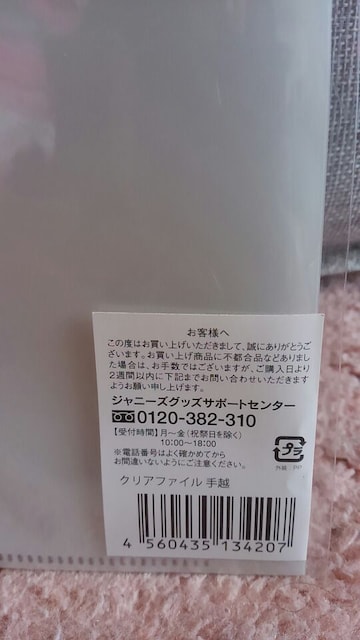 お客様へ
この度はお買い上げいただきまして、誠にありがとうご
ざいます。お買い上げ商品に不都合品などありまし
た場合は、お手数ではございますが、ご購入日より
2週間以内に下記までお問い合わせいただきます
ようお願い申し上げます。
ジャニーズグッズサポートセンター
0120-382-310
【受付時間】月～金(祝祭日を除く)
10:00～18:00
※電話番号はよく確かめてから
お間違いないようにご注意ください。
プラ
外装:PP
クリアファイル 手越
4 560435 134207